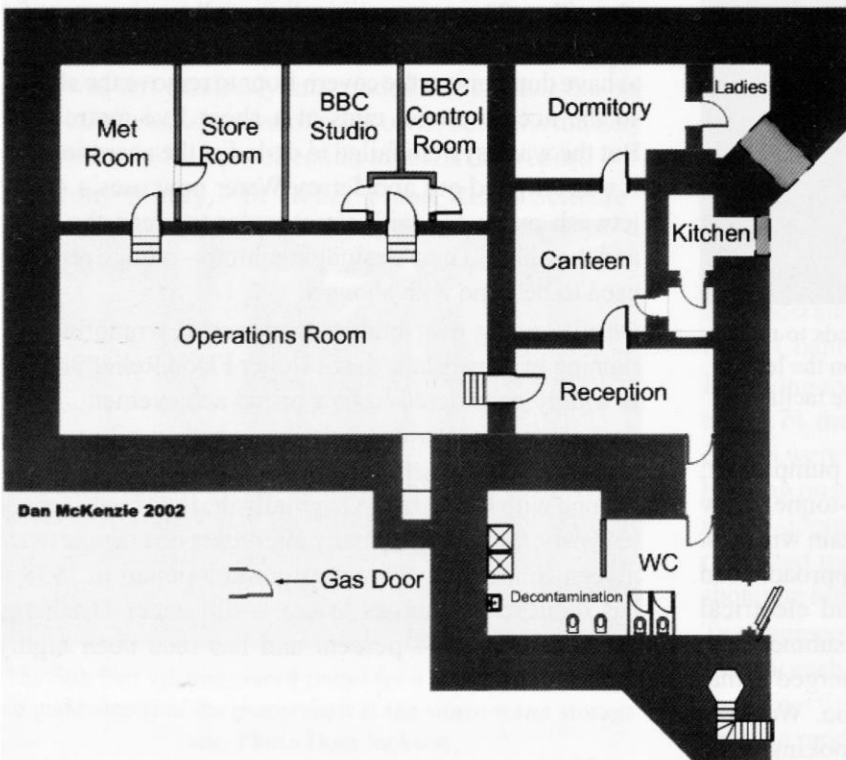 Met
Room
Store
Room
BBC
Studio
BBC
Control
Room
Dormitory
Ladies
Kitchen
Canteen
Operations Room
Reception
Dan McKenzie 2002
- Gas Door
WC
Decontamination